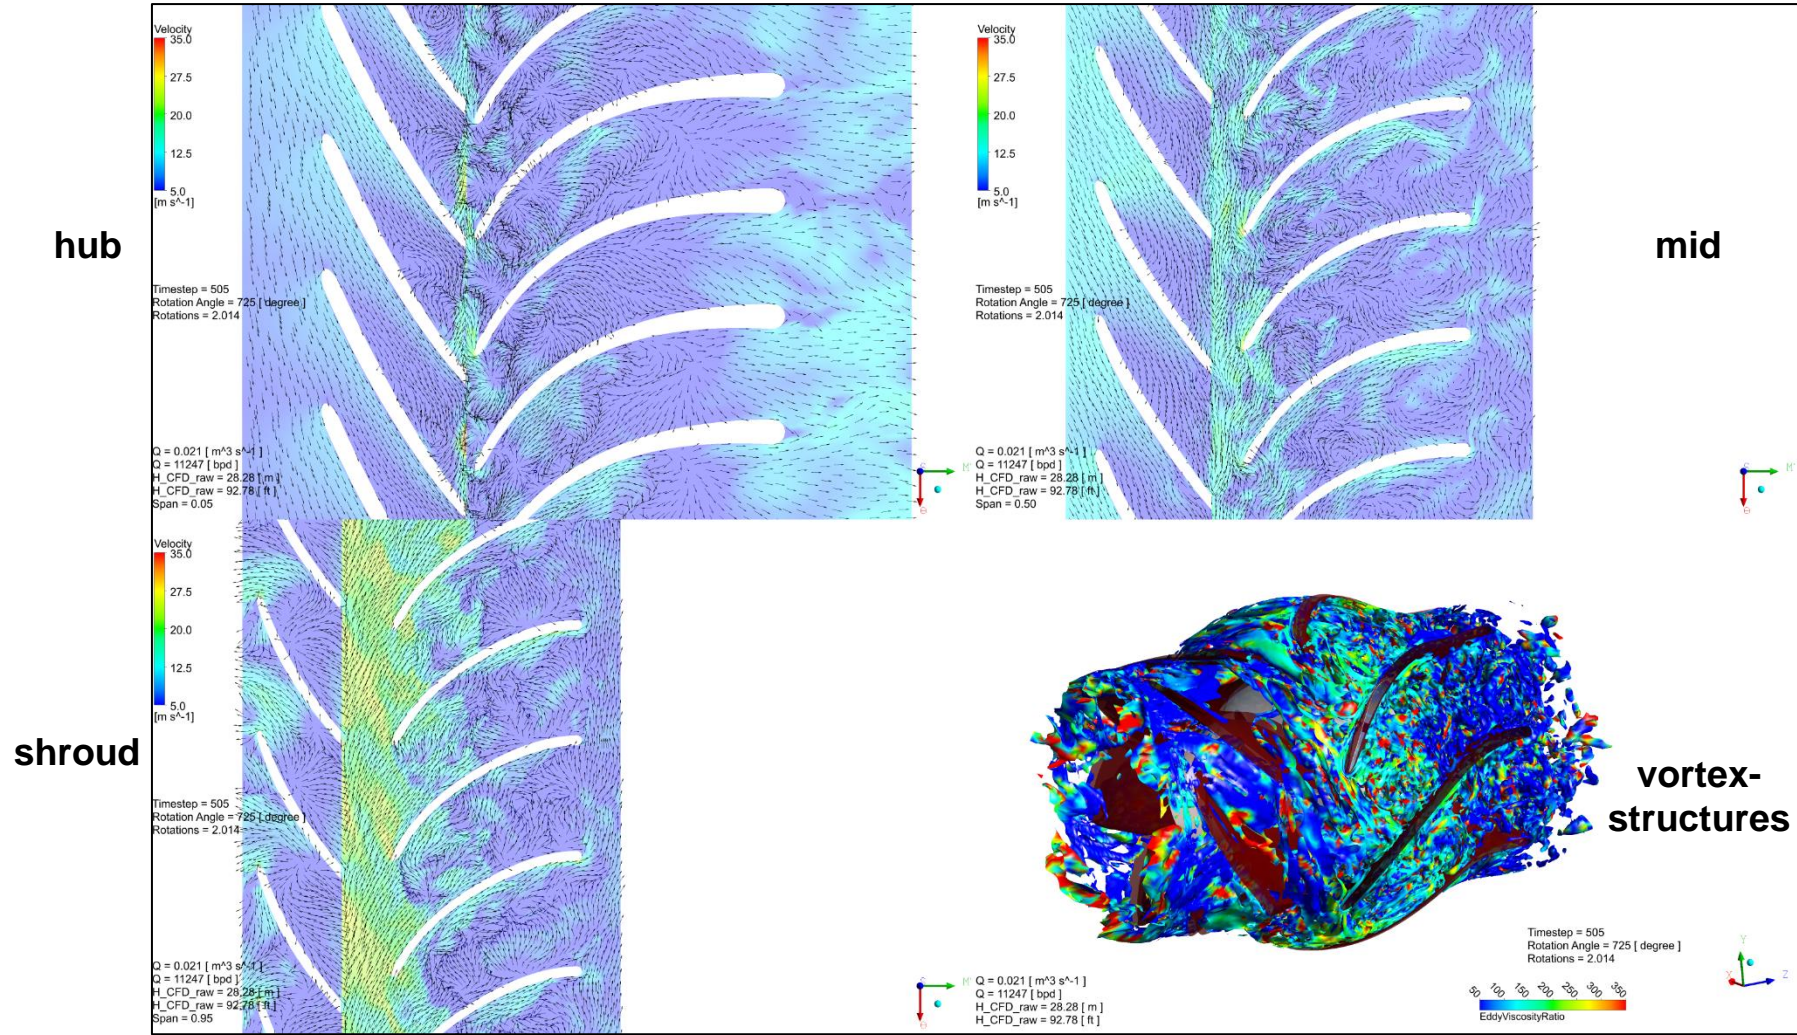 hub
Velocity
35.0
27.5
20.0
12.5
5.0
[m s^-1]
Timestep = 505
Rotation Angle = 725 [ degree ]
Rotations = 2.014
Q = 0.021 [ m^3 s^-1 ]
Q = 11247 [ bpd ]
H_CFD_raw = 28.28 [ m ]
H_CFD_raw = 92.78 [ ft ]
Span = 0.05
mid
Velocity
35.0
27.5
20.0
12.5
5.0
[m s^-1]
Timestep = 505
Rotation Angle = 725 [ degree ]
Rotations = 2.014
Q = 0.021 [ m^3 s^-1 ]
Q = 11247 [ bpd ]
H_CFD_raw = 28.28 [ m ]
H_CFD_raw = 92.78 [ ft ]
Span = 0.50
shroud
Velocity
35.0
27.5
20.0
12.5
5.0
[m s^-1]
Timestep = 505
Rotation Angle = 725 [ degree ]
Rotations = 2.014
Q = 0.021 [ m^3 s^-1 ]
Q = 11247 [ bpd ]
H_CFD_raw = 28.28 [ m ]
H_CFD_raw = 92.78 [ ft ]
Span = 0.95
vortex-
structures
Timestep = 505
Rotation Angle = 725 [ degree ]
Rotations = 2.014
Y
X
Z
Q = 0.021 [ m^3 s^-1 ]
Q = 11247 [ bpd ]
H_CFD_raw = 28.28 [ m ]
H_CFD_raw = 92.78 [ ft ]
50 100 150 200 250 300 350
EddyViscosityRatio